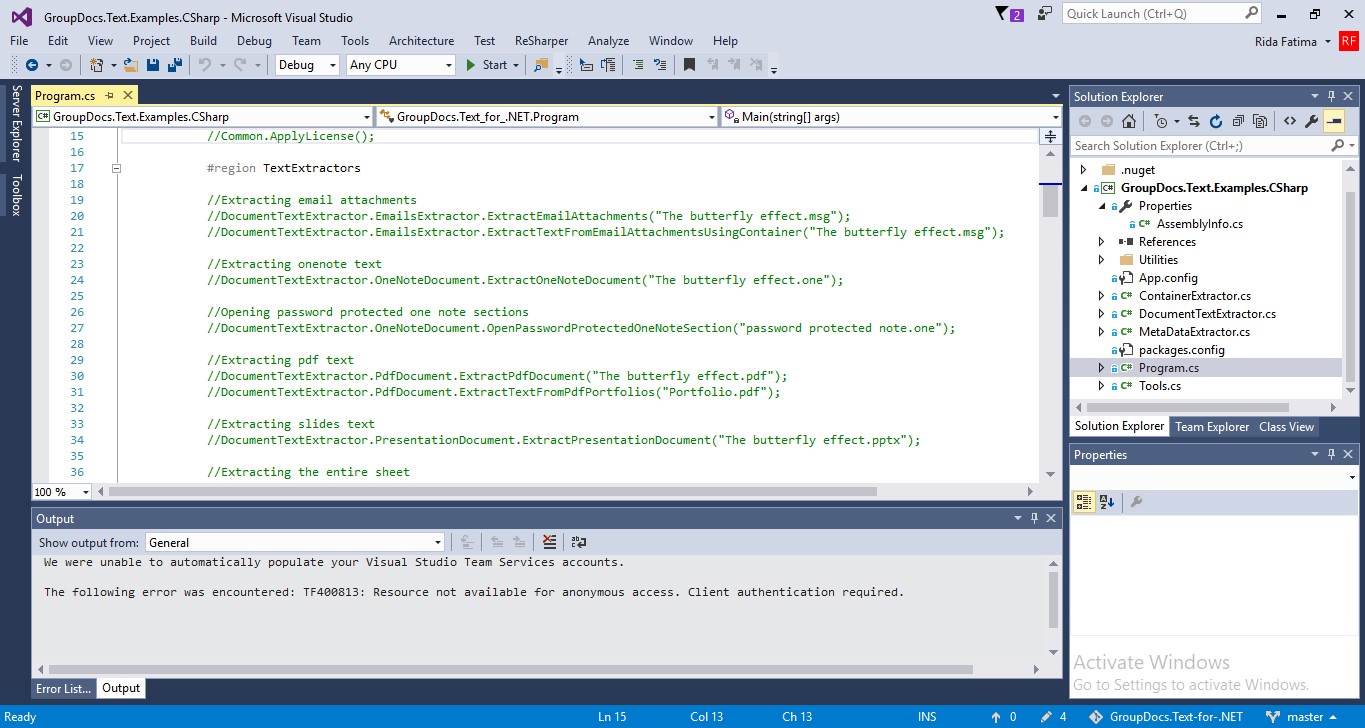 GroupDocs.Text.Examples.CSharp - Microsoft Visual Studio
2
Quick Launch (Ctrl+Q)
File Edit View Project Build Debug Team Tools Architecture Test ReSharper Analyze Window Help
Rida Fatima RF
Debug Any CPU Start
Server Explorer
Toolbox
Program.cs
GroupDocs.Text.Examples.CSharp GroupDocs.Text_for_.NET.Program Main(string[] args)
15 //Common.ApplyLicense();
16
17 #region TextExtractors
18
19 //Extracting email attachments
20 //DocumentTextExtractor.EmailsExtractor.ExtractEmailAttachments("The butterfly effect.msg");
21 //DocumentTextExtractor.EmailsExtractor.ExtractTextFromEmailAttachmentsUsingContainer("The butterfly effect.msg");
22
23 //Extracting onenote text
24 //DocumentTextExtractor.OneNoteDocument.ExtractOneNoteDocument("The butterfly effect.one");
25
26 //Opening password protected one note sections
27 //DocumentTextExtractor.OneNoteDocument.OpenPasswordProtectedOneNoteSection("password protected note.one");
28
29 //Extracting pdf text
30 //DocumentTextExtractor.PdfDocument.ExtractPdfDocument("The butterfly effect.pdf");
31 //DocumentTextExtractor.PdfDocument.ExtractTextFromPdfPortfolios("Portfolio.pdf");
32
33 //Extracting slides text
34 //DocumentTextExtractor.PresentationDocument.ExtractPresentationDocument("The butterfly effect.pptx");
35
36 //Extracting the entire sheet
100 %
Output
Show output from: General
We were unable to automatically populate your Visual Studio Team Services accounts.
The following error was encountered: TF400813: Resource not available for anonymous access. Client authentication required.
Error List... Output
Solution Explorer
Search Solution Explorer (Ctrl+;)
.nuget
C# GroupDocs.Text.Examples.CSharp
Properties
C# AssemblyInfo.cs
References
Utilities
App.config
C# ContainerExtractor.cs
C# DocumentTextExtractor.cs
C# MetaDataExtractor.cs
packages.config
C# Program.cs
C# Tools.cs
Solution Explorer Team Explorer Class View
Properties
Activate Windows
Go to Settings to activate Windows.
Ready Ln 15 Col 13 Ch 13 INS 0 4 GroupDocs.Text-for-.NET master